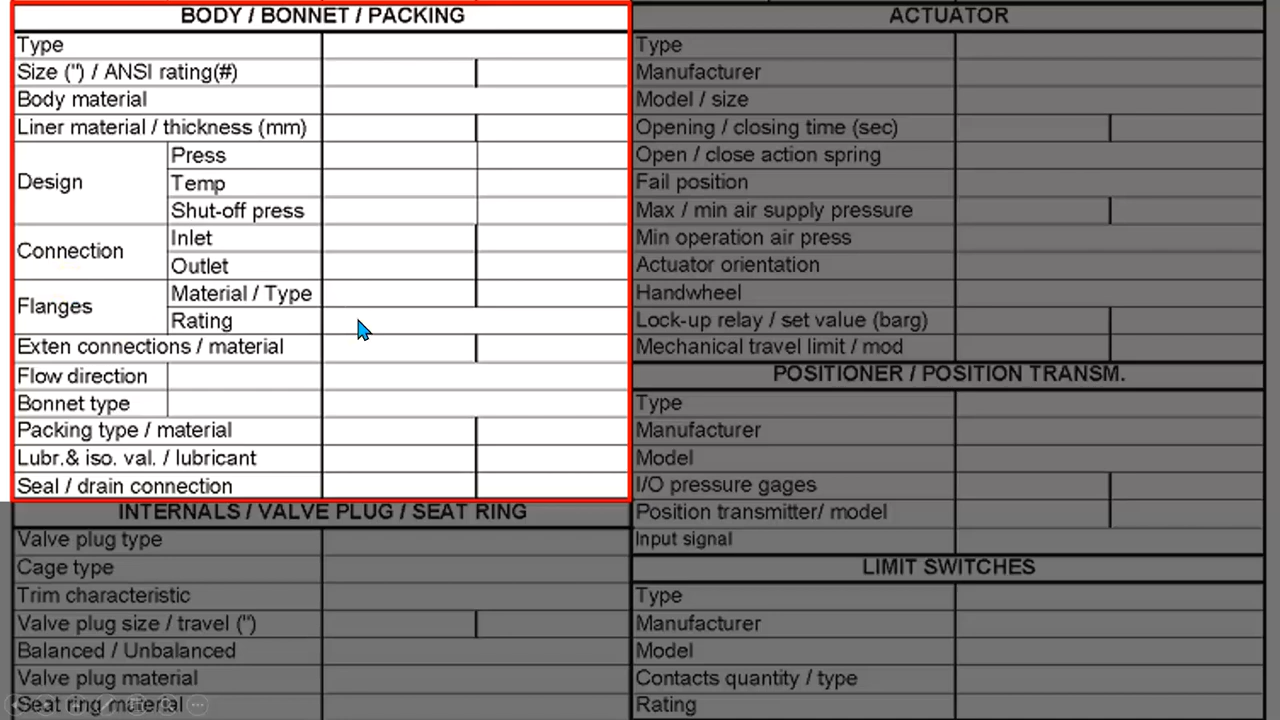 BODY / BONNET / PACKING
Type
Size (") / ANSI rating(#)
Body material
Liner material / thickness (mm)
Design
Press
Temp
Shut-off press
Connection
Inlet
Outlet
Flanges
Material / Type
Rating
Exten connections / material
Flow direction
Bonnet type
Packing type / material
Lubr.& iso. val. / lubricant
Seal / drain connection
INTERNALS / VALVE PLUG / SEAT RING
Valve plug type
Cage type
Trim characteristic
Valve plug size / travel (")
Balanced / Unbalanced
Valve plug material
Seat ring material
ACTUATOR
Type
Manufacturer
Model / size
Opening / closing time (sec)
Open / close action spring
Fail position
Max / min air supply pressure
Min operation air press
Actuator orientation
Handwheel
Lock-up relay / set value (barg)
Mechanical travel limit / mod
POSITIONER / POSITION TRANSM.
Type
Manufacturer
Model
I/O pressure gages
Position transmitter/ model
Input signal
LIMIT SWITCHES
Type
Manufacturer
Model
Contacts quantity / type
Rating